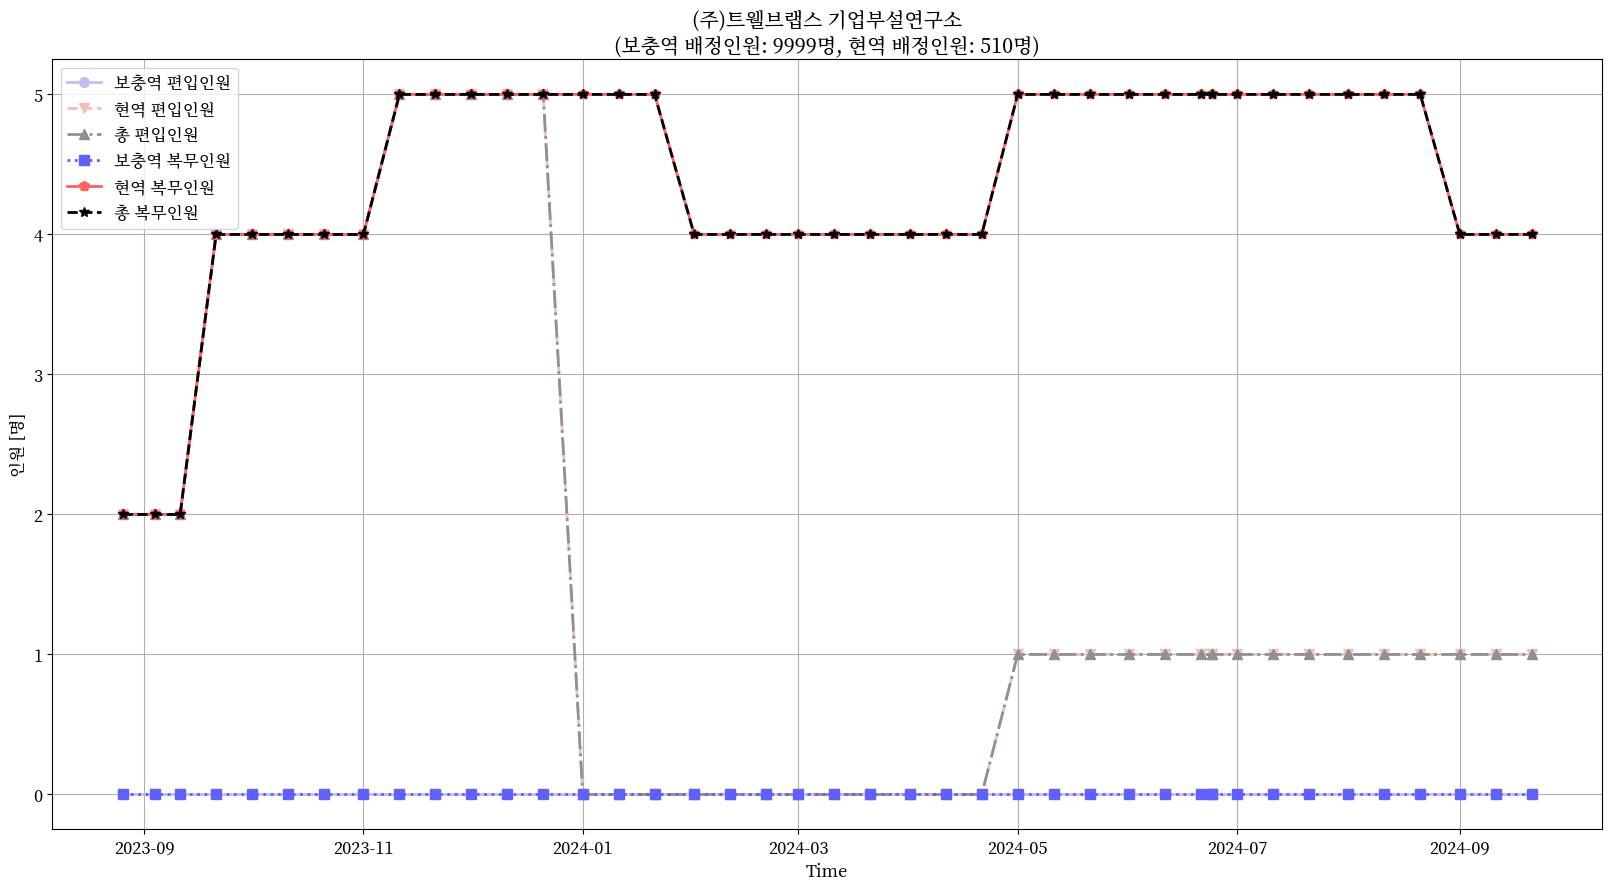 (주)트웰브랩스 기업부설연구소
(보충역 배정인원: 9999명, 현역 배정인원: 510명)
보충역 편입인원
현역 편입인원
총 편입인원
보충역 복무인원
현역 복무인원
총 복무인원
인원 [명]
5
4
3
2
1
0
2023-09
2023-11
2024-01
2024-03
2024-05
2024-07
2024-09
Time